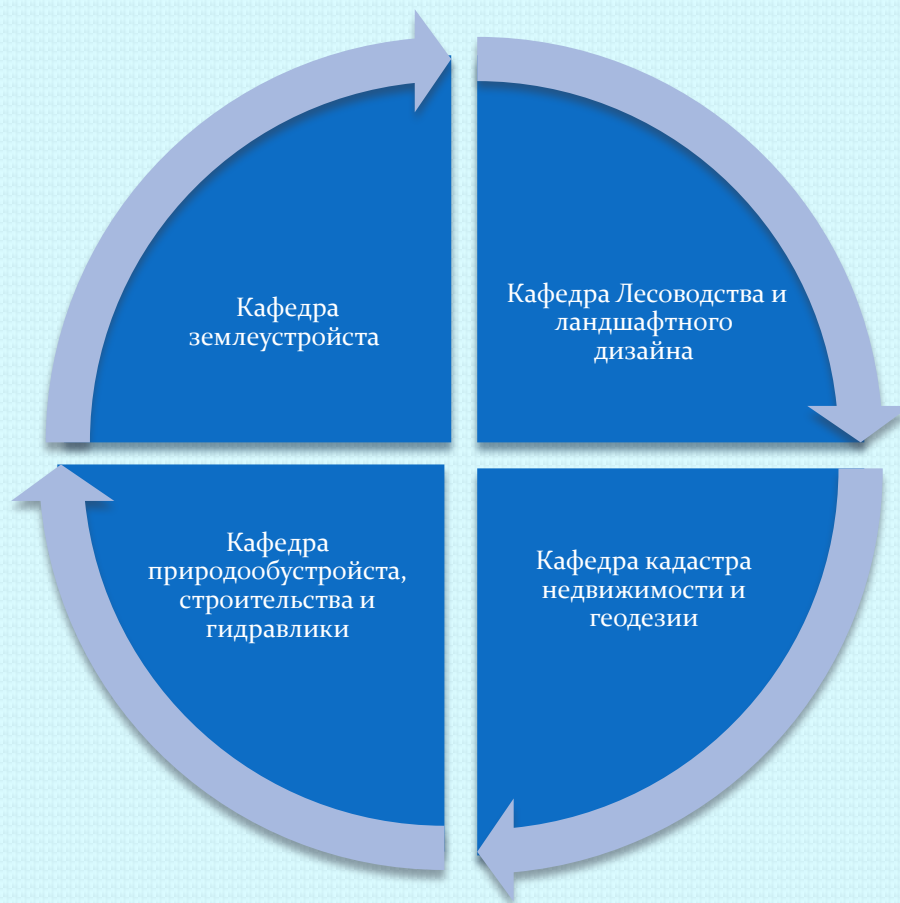 Кафедра
землеустройста
Кафедра Лесоводства и
ландшафтного
дизайна
Кафедра
природообустройста,
строительства и
гидравлики
Кафедра кадастра
недвижимости и
геодезии